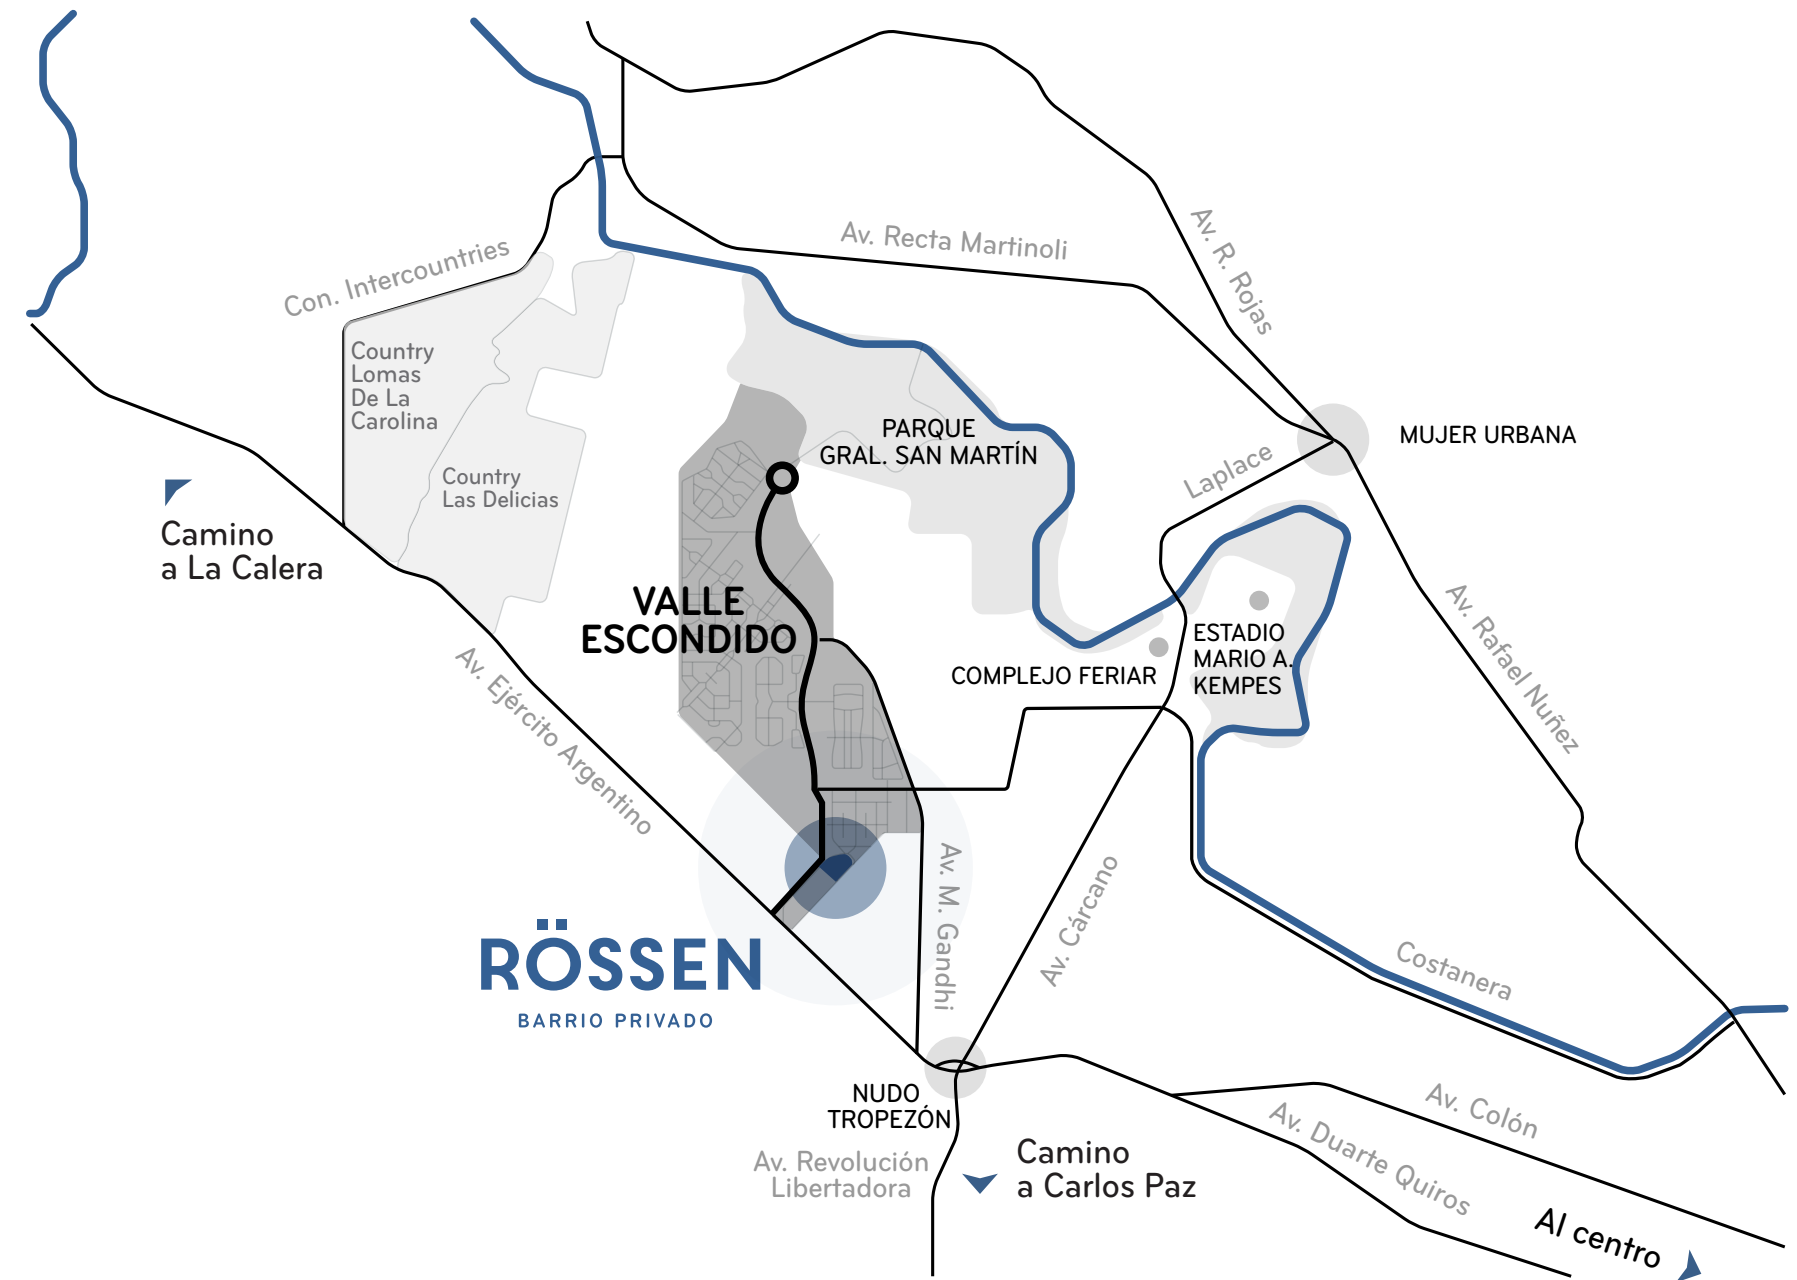 Av. Recta Martinoli
Av. R. Rojas
Con. Intercountries
Country
Lomas
De La
Carolina
Country
Las Delicias
PARQUE
GRAL. SAN MARTÍN
MUJER URBANA
Laplace
Camino
a La Calera
VALLE
ESCONDIDO
COMPLEJO FERIAR
ESTADIO
MARIO A.
KEMPES
Av. Rafael Nuñez
Av. Ejército Argentino
Av. M. Gandhi
Av. Cárcano
Costanera
RÖSSEN
BARRIO PRIVADO
NUDO
TROPEZÓN
Av. Revolución
Libertadora
Camino
a Carlos Paz
Av. Colón
Av. Duarte Quiros
Al centro